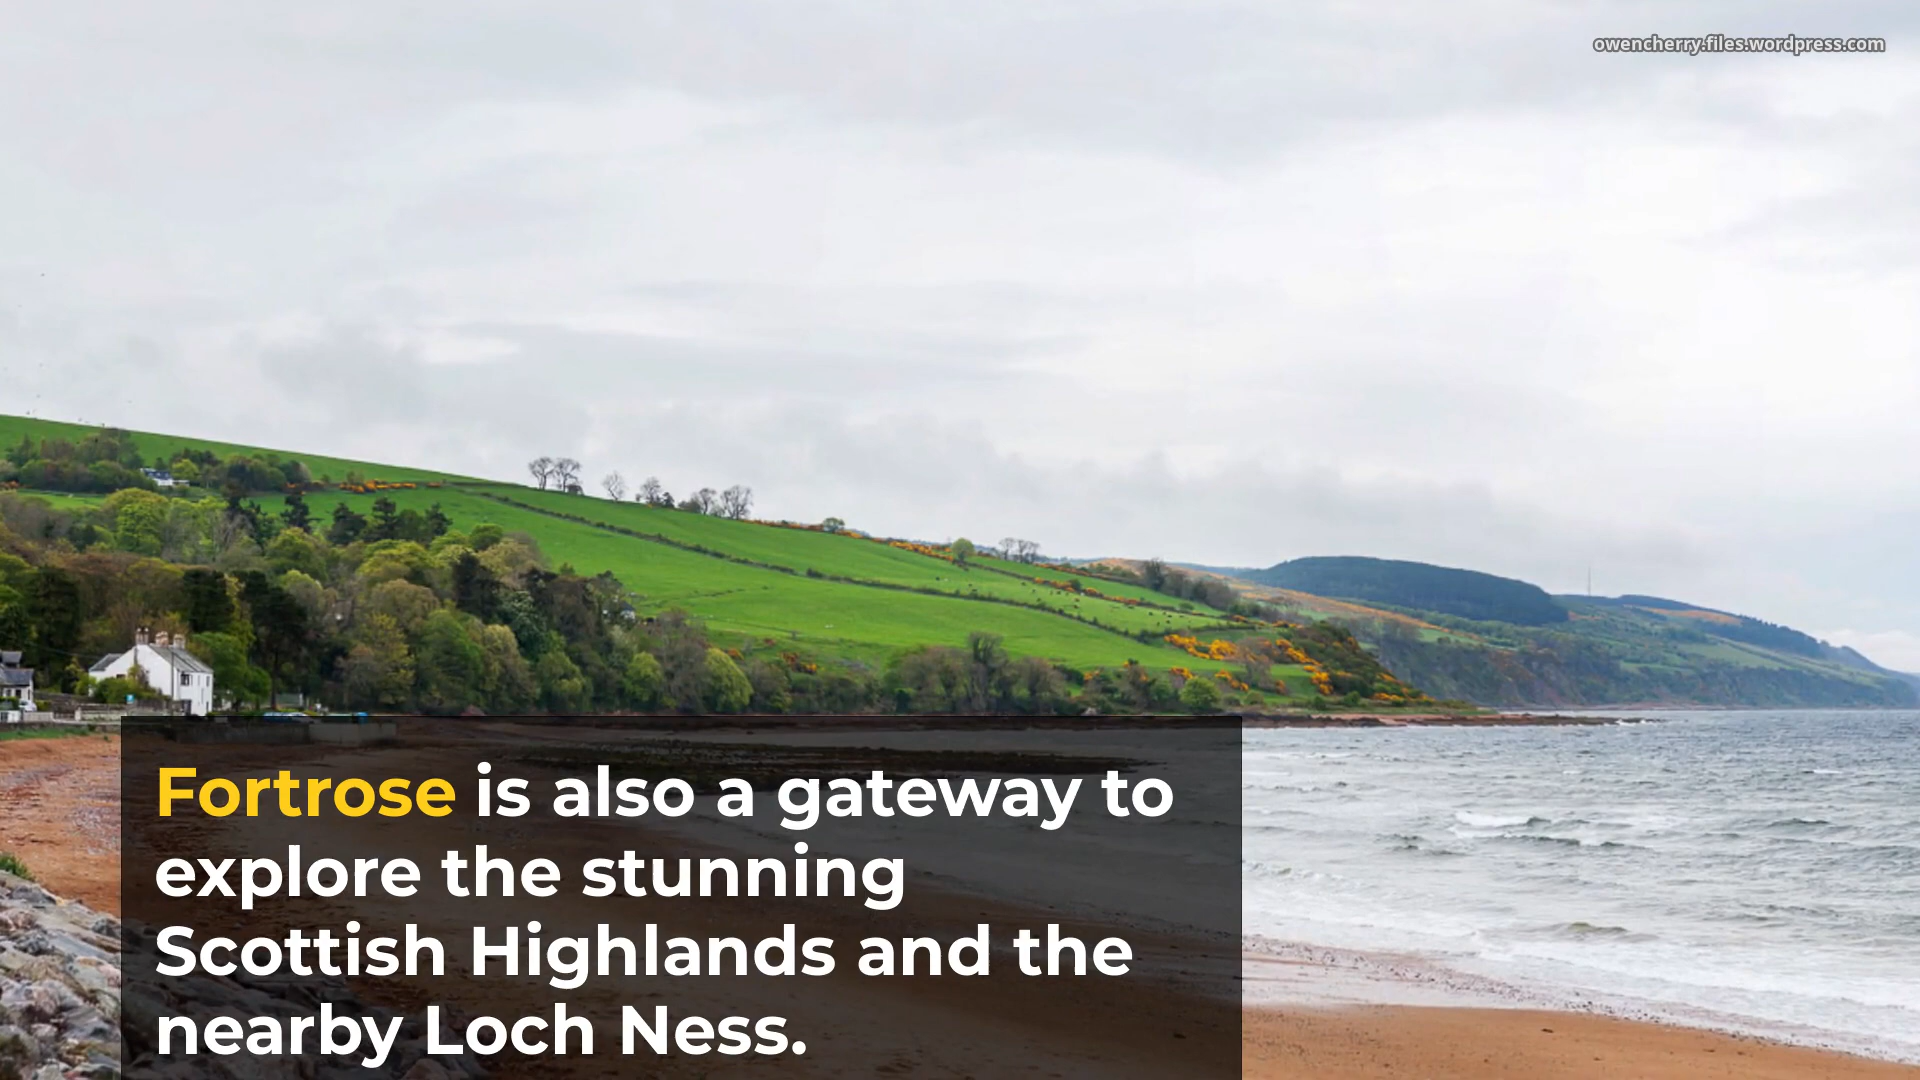 owencherry.files.wordpress.com
Fortrose is also a gateway to
explore the stunning
Scottish Highlands and the
nearby Loch Ness.